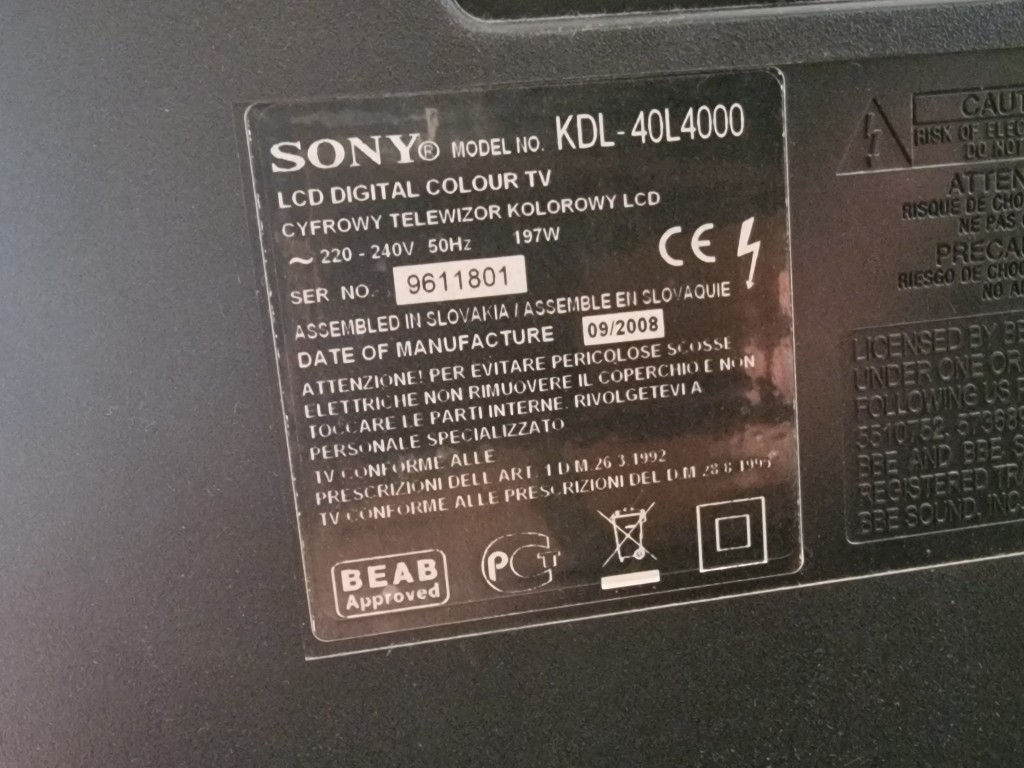 SONY® MODEL NO. KDL-40L4000
LCD DIGITAL COLOUR TV
CYFROWY TELEWIZOR KOLOROWY LCD
~ 220 - 240V 50Hz 197W
CE
SER NO. 9611801
ASSEMBLED IN SLOVAKIA / ASSEMBLE EN SLOVAQUIE
DATE OF MANUFACTURE 09/2008
ATTENZIONE! PER EVITARE PERICOLOSE SCOSSE
ELETTRICHE NON RIMUOVERE IL COPERCHIO E NON
TOCCARE LE PARTI INTERNE. RIVOLGETEVI A
PERSONALE SPECIALIZZATO
TV CONFORME ALLE
PRESCRIZIONI DELL ART. 1 D M.26 3.1992
TV CONFORME ALLE PRESCRIZIONI DEL D.M 28 8 1995
BEAB
Approved
PCT
CAUT
RISK OF ELEC
DO NOT
ATTEN
RISQUE DE CHO
NE PAS
PRECA
RIESGO DE CHO
NO A
LICENSED BY BB
UNDER ONE OR
FOLLOWING US P
5510752, 573689
BBE AND BBE S
REGISTERED TR
BBE SOUND, INC.